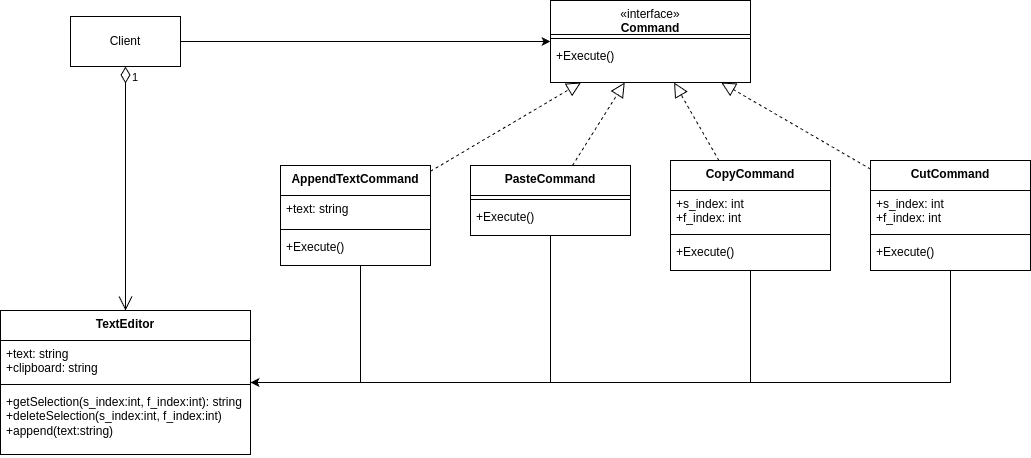 Client
1
«interface»
Command
+Execute()
AppendTextCommand
+text: string
+Execute()
PasteCommand
+Execute()
CopyCommand
+s_index: int
+f_index: int
+Execute()
CutCommand
+s_index: int
+f_index: int
+Execute()
TextEditor
+text: string
+clipboard: string
+getSelection(s_index:int, f_index:int): string
+deleteSelection(s_index:int, f_index:int)
+append(text:string)